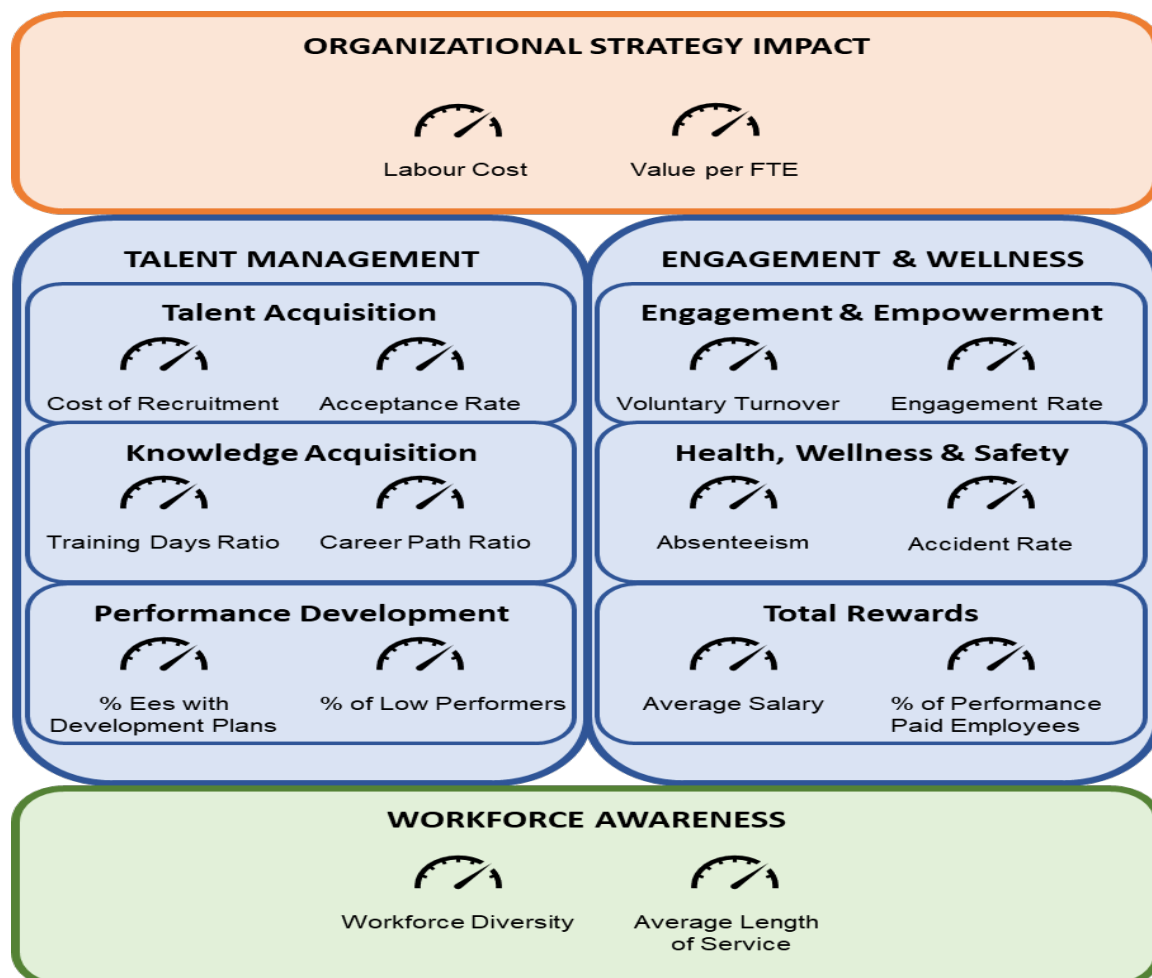 ORGANIZATIONAL STRATEGY IMPACT
Labour Cost
Value per FTE
TALENT MANAGEMENT
Talent Acquisition
Cost of Recruitment
Acceptance Rate
Knowledge Acquisition
Training Days Ratio
Career Path Ratio
Performance Development
% Ees with
Development Plans
% of Low Performers
ENGAGEMENT & WELLNESS
Engagement & Empowerment
Voluntary Turnover
Engagement Rate
Health, Wellness & Safety
Absenteeism
Accident Rate
Total Rewards
Average Salary
% of Performance
Paid Employees
WORKFORCE AWARENESS
Workforce Diversity
Average Length
of Service